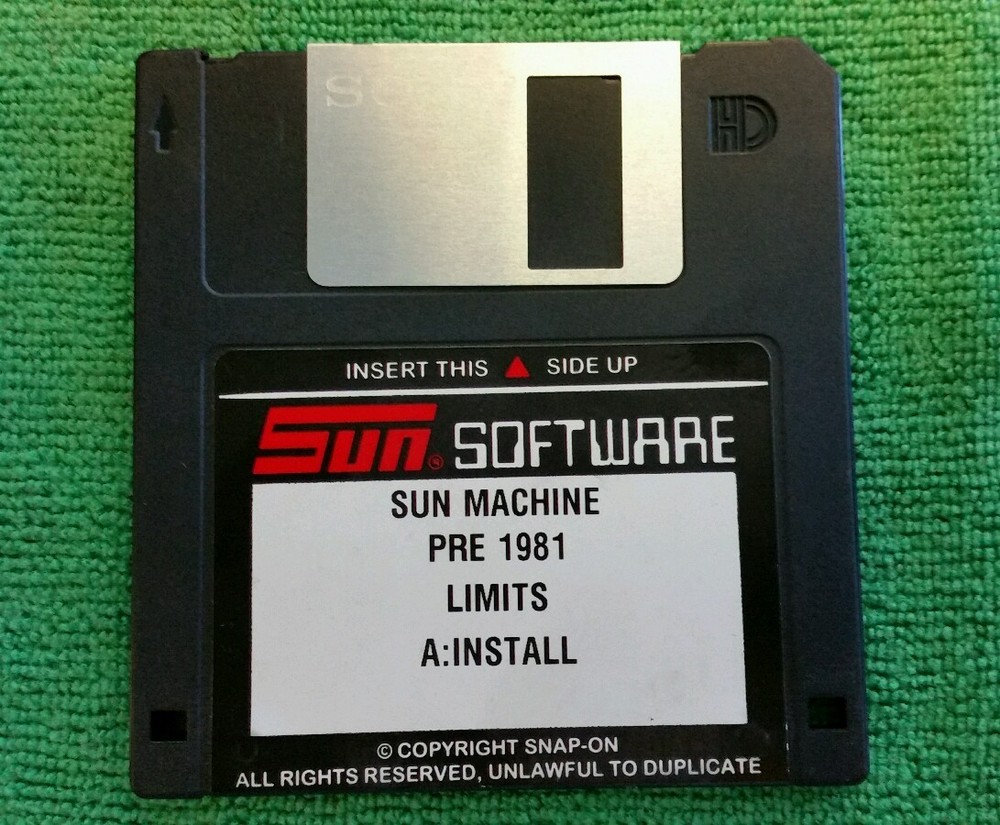 HD
INSERT THIS ▲ SIDE UP
Sun® SOFTWARE
SUN MACHINE
PRE 1981
LIMITS
A:INSTALL
© COPYRIGHT SNAP-ON
ALL RIGHTS RESERVED, UNLAWFUL TO DUPLICATE